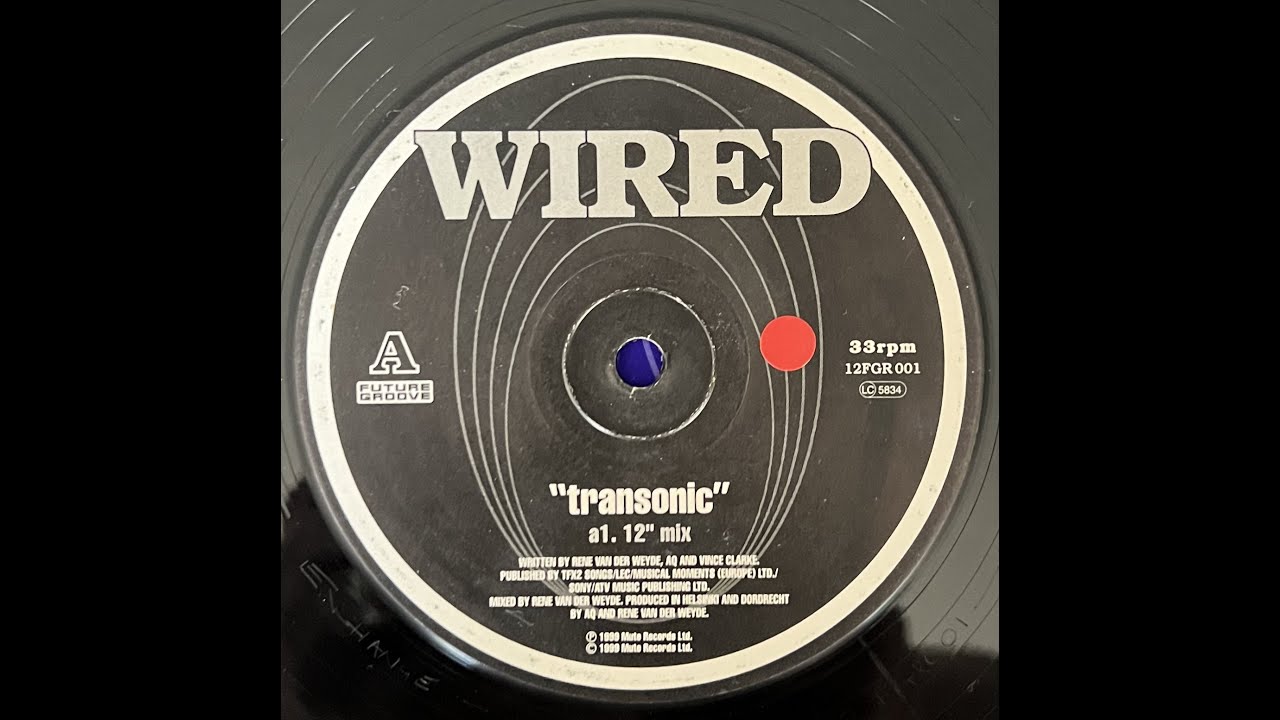 WIRED
A
FUTURE
GROOVE
33rpm
12FGR 001
LC 5834
"transonic"
a1. 12" mix
WRITTEN BY RENE VAN DER WEYDE, AQ AND VINCE CLARKE.
PUBLISHED BY TFX2 SONGS/LEC/MUSICAL MOMENTS (EUROPE) LTD./
SONY/ATV MUSIC PUBLISHING LTD.
MIXED BY RENE VAN DER WEYDE. PRODUCED IN HELSINKI AND DORDRECHT
BY AQ AND RENE VAN DER WEYDE.
℗ 1999 Mute Records Ltd.
© 1999 Mute Records Ltd.